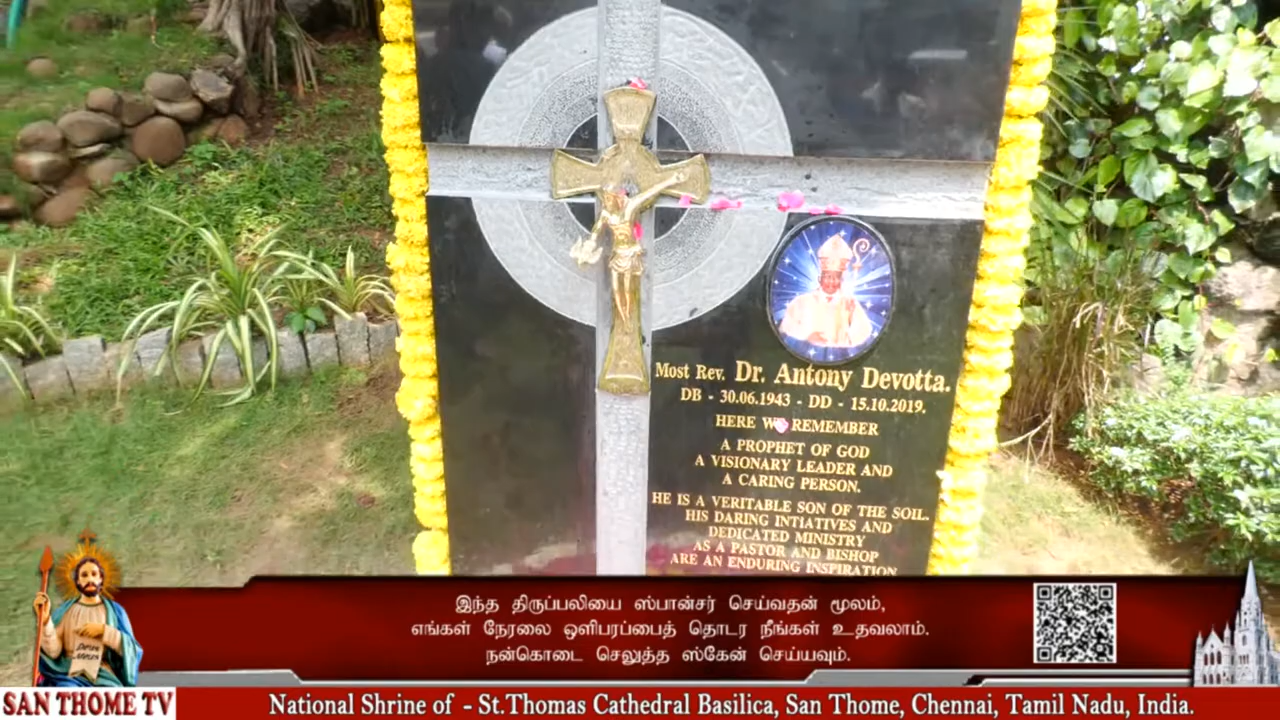 Most Rev. Dr. Antony Devotta.
DB - 30.06.1943 - DD - 15.10.2019.
HERE WE REMEMBER
A PROPHET OF GOD
A VISIONARY LEADER AND
A CARING PERSON.
HE IS A VERITABLE SON OF THE SOIL.
HIS DARING INTIATIVES AND
DEDICATED MINISTRY
AS A PASTOR AND BISHOP
ARE AN ENDURING INSPIRATION
இந்த திருப்பலியை ஸ்பான்சர் செய்வதன் மூலம்,
எங்கள் நேரலை ஒளிபரப்பைத் தொடர நீங்கள் உதவலாம்.
நன்கொடை செலுத்த ஸ்கேன் செய்யவும்.
SAN THOME TV
National Shrine of - St.Thomas Cathedral Basilica, San Thome, Chennai, Tamil Nadu, India.